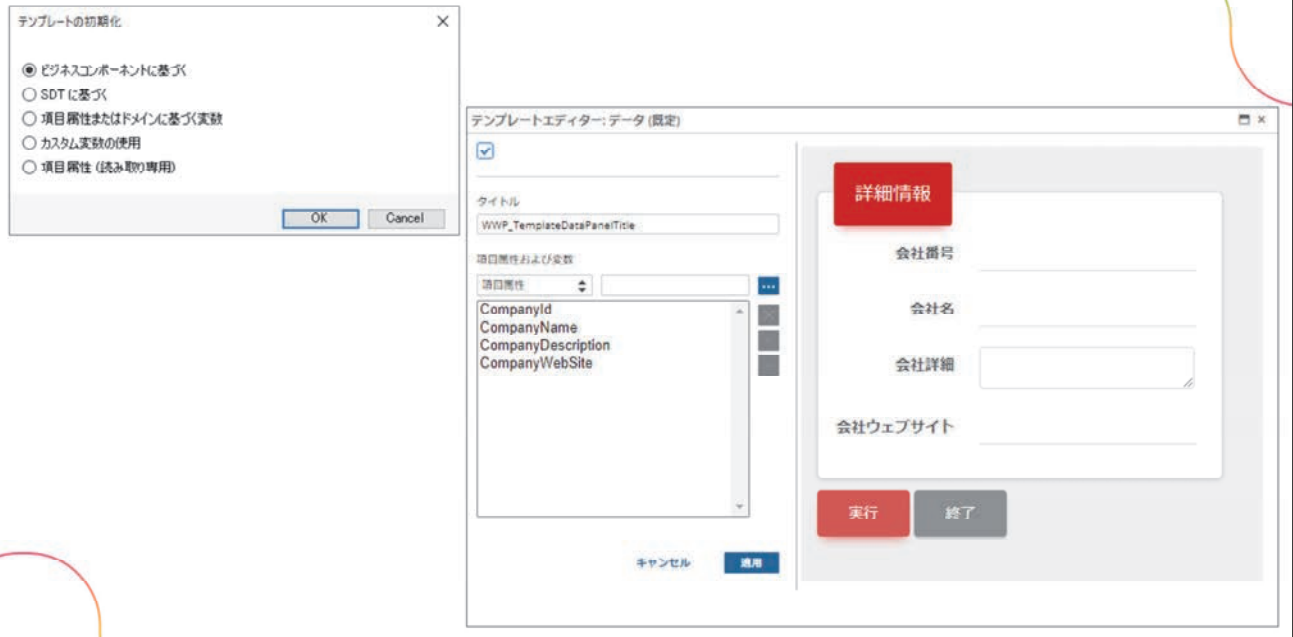 テンプレートの初期化
ビジネスコンポーネントに基づく
SDT に基づく
項目属性またはドメインに基づく変数
カスタム変数の使用
項目属性 (読み取り専用)
OK
Cancel
テンプレートエディター: データ (既定)
タイトル
WWP_TemplateDataPanelTitle
項目属性および変数
項目属性
...
CompanyId
CompanyName
CompanyDescription
CompanyWebSite
キャンセル
適用
詳細情報
会社番号
会社名
会社詳細
会社ウェブサイト
実行
終了